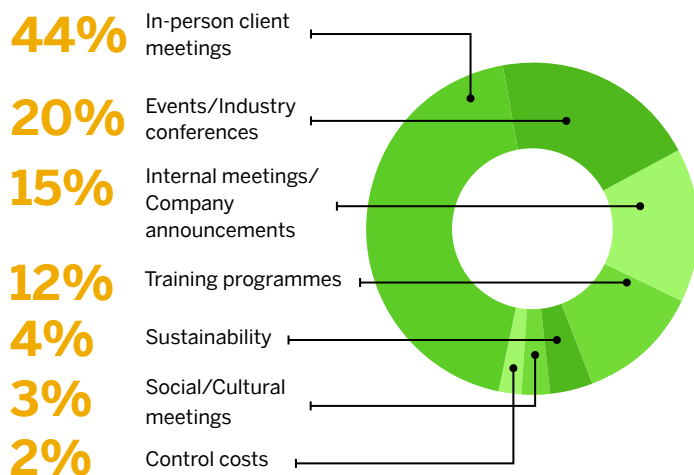 44%
In-person client
meetings
20%
Events/Industry
conferences
15%
Internal meetings/
Company
announcements
12%
Training programmes
4%
Sustainability
3%
Social/Cultural
meetings
2%
Control costs